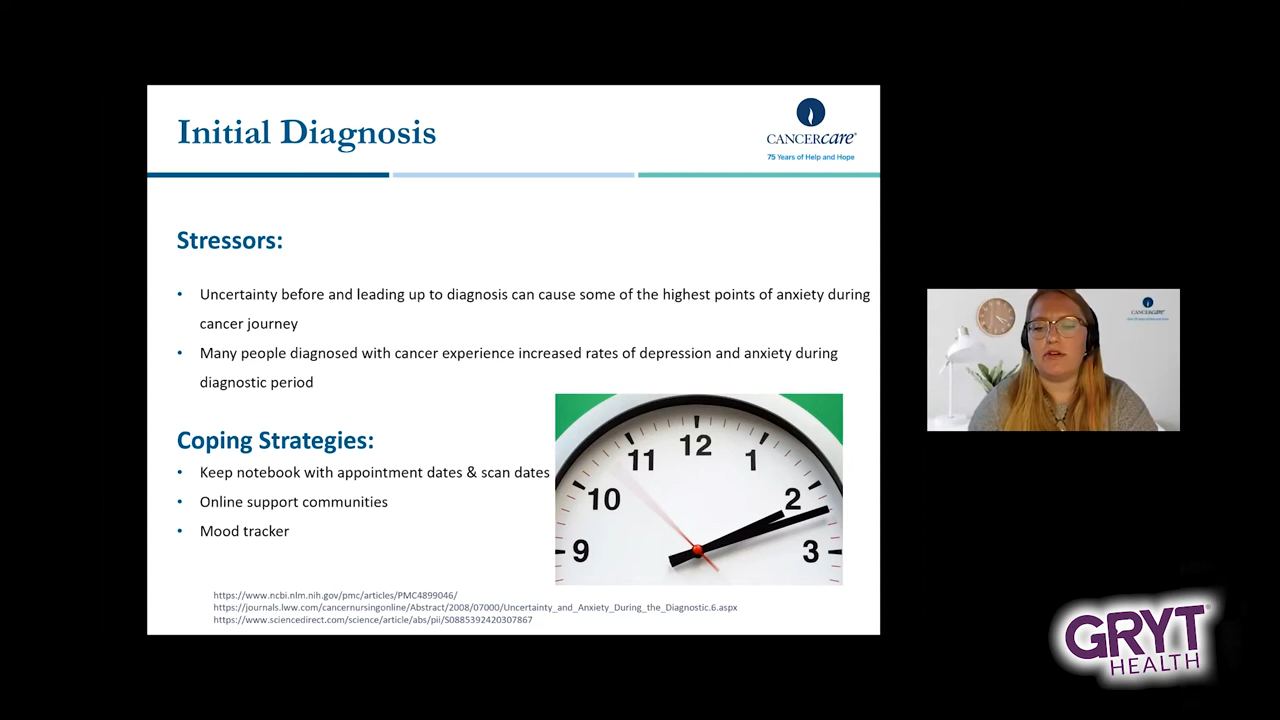 Initial Diagnosis
CANCERcare®
75 Years of Help and Hope
Stressors:
• Uncertainty before and leading up to diagnosis can cause some of the highest points of anxiety during
cancer journey
• Many people diagnosed with cancer experience increased rates of depression and anxiety during
diagnostic period
Coping Strategies:
• Keep notebook with appointment dates & scan dates
• Online support communities
• Mood tracker
12
11
1
10
2
9
3
https://www.ncbi.nlm.nih.gov/pmc/articles/PMC4899046/
https://journals.lww.com/cancernursingonline/Abstract/2008/07000/Uncertainty_and_Anxiety_During_the_Diagnostic.6.aspx
https://www.sciencedirect.com/science/article/abs/pii/S0885392420307867
CANCERcare
GRYT
HEALTH